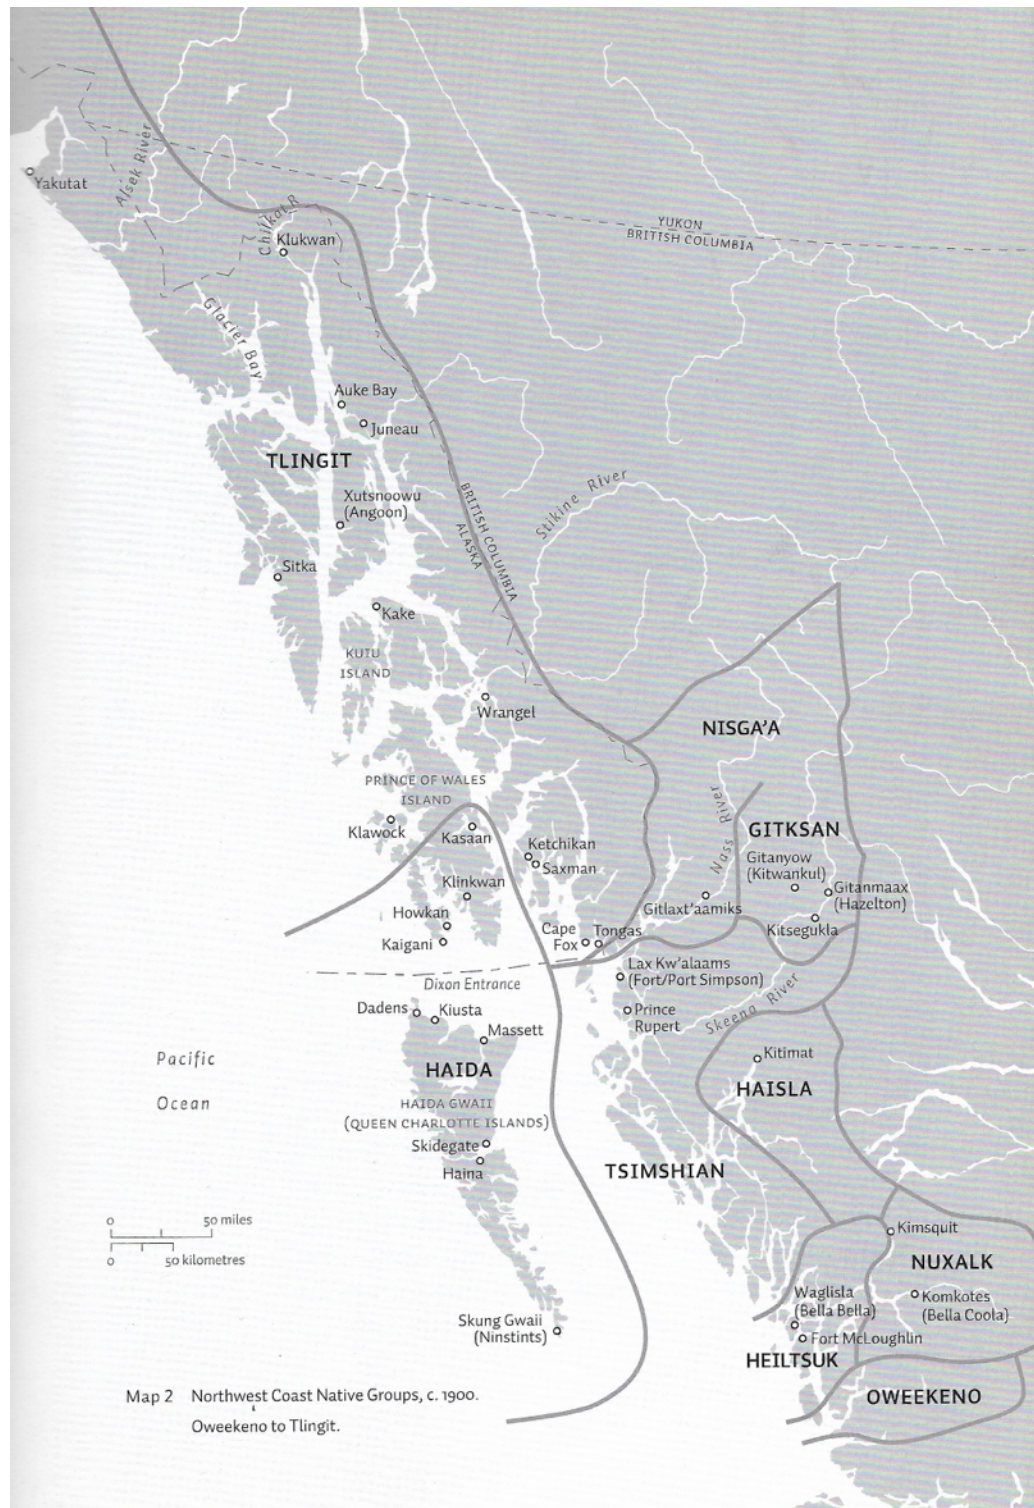 Yakutat
Alsek River
Chilkat R
Klukwan
YUKON
BRITISH COLUMBIA
Glacier Bay
Auke Bay
Juneau
TLINGIT
Xutsnoowu
(Angoon)
BRITISH COLUMBIA
ALASKA
Stikine River
Sitka
Kake
KUIU
ISLAND
Wrangel
NISGA'A
PRINCE OF WALES
ISLAND
Klawock
Kasaan
Nass River
GITKSAN
Ketchikan
Saxman
Gitanyow
(Kitwankul)
Gitanmaax
(Hazelton)
Klinkwan
Gitlaxt'aamiks
Kitsegukla
Howkan
Kaigani
Cape
Fox
Tongas
Lax Kw'alaams
(Fort/Port Simpson)
Dixon Entrance
Skeena River
Dadens
Kiusta
Prince
Rupert
Massett
Pacific
Ocean
HAIDA
Kitimat
HAISLA
HAIDA GWAII
(QUEEN CHARLOTTE ISLANDS)
Skidegate
Haina
TSIMSHIAN
0 50 miles
0 50 kilometres
Kimsquit
NUXALK
Waglisla
(Bella Bella)
Komkotes
(Bella Coola)
Skung Gwaii
(Ninstints)
Fort McLoughlin
HEILTSUK
OWEEKENO
Map 2 Northwest Coast Native Groups, c. 1900.
Oweekeno to Tlingit.